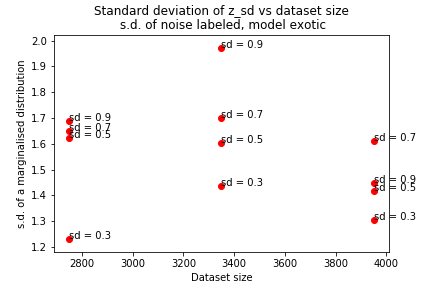 Standard deviation of z_sd vs dataset size
s.d. of noise labeled, model exotic
s.d. of a marginalised distribution
2.0
1.9
1.8
1.7
1.6
1.5
1.4
1.3
1.2
sd = 0.9
sd = 0.7
sd = 0.5
sd = 0.3
sd = 0.9
sd = 0.7
sd = 0.5
sd = 0.3
sd = 0.7
sd = 0.9
sd = 0.5
sd = 0.3
2800 3000 3200 3400 3600 3800 4000
Dataset size